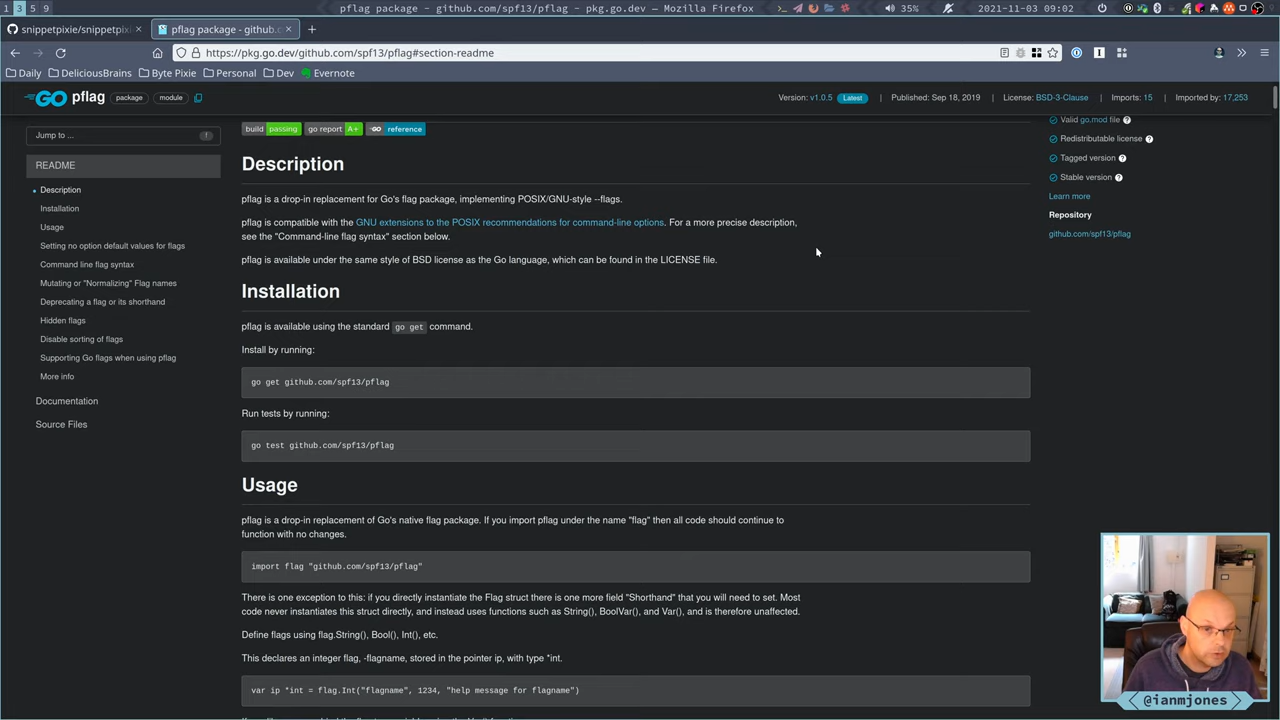 1 3 5 9
pflag package - github.com/spf13/pflag - pkg.go.dev — Mozilla Firefox
35%
2021-11-03 09:02
snippetpixie/snippetpixi
pflag package - github.c
https://pkg.go.dev/github.com/spf13/pflag#section-readme
Daily
DeliciousBrains
Byte Pixie
Personal
Dev
Evernote
GO pflag package module
Version: v1.0.5 Latest | Published: Sep 18, 2019 | License: BSD-3-Clause | Imports: 15 | Imported by: 17,253
Jump to ... f
README
Description
Installation
Usage
Setting no option default values for flags
Command line flag syntax
Mutating or "Normalizing" Flag names
Deprecating a flag or its shorthand
Hidden flags
Disable sorting of flags
Supporting Go flags when using pflag
More info
Documentation
Source Files
build passing go report A+ GO reference
Description
pflag is a drop-in replacement for Go's flag package, implementing POSIX/GNU-style --flags.
pflag is compatible with the GNU extensions to the POSIX recommendations for command-line options. For a more precise description,
see the "Command-line flag syntax" section below.
pflag is available under the same style of BSD license as the Go language, which can be found in the LICENSE file.
Installation
pflag is available using the standard go get command.
Install by running:
go get github.com/spf13/pflag
Run tests by running:
go test github.com/spf13/pflag
Usage
pflag is a drop-in replacement of Go's native flag package. If you import pflag under the name "flag" then all code should continue to
function with no changes.
import flag "github.com/spf13/pflag"
There is one exception to this: if you directly instantiate the Flag struct there is one more field "Shorthand" that you will need to set. Most
code never instantiates this struct directly, and instead uses functions such as String(), BoolVar(), and Var(), and is therefore unaffected.
Define flags using flag.String(), Bool(), Int(), etc.
This declares an integer flag, -flagname, stored in the pointer ip, with type *int.
var ip *int = flag.Int("flagname", 1234, "help message for flagname")
Valid go.mod file ?
Redistributable license ?
Tagged version ?
Stable version ?
Learn more
Repository
github.com/spf13/pflag
@ianmjones